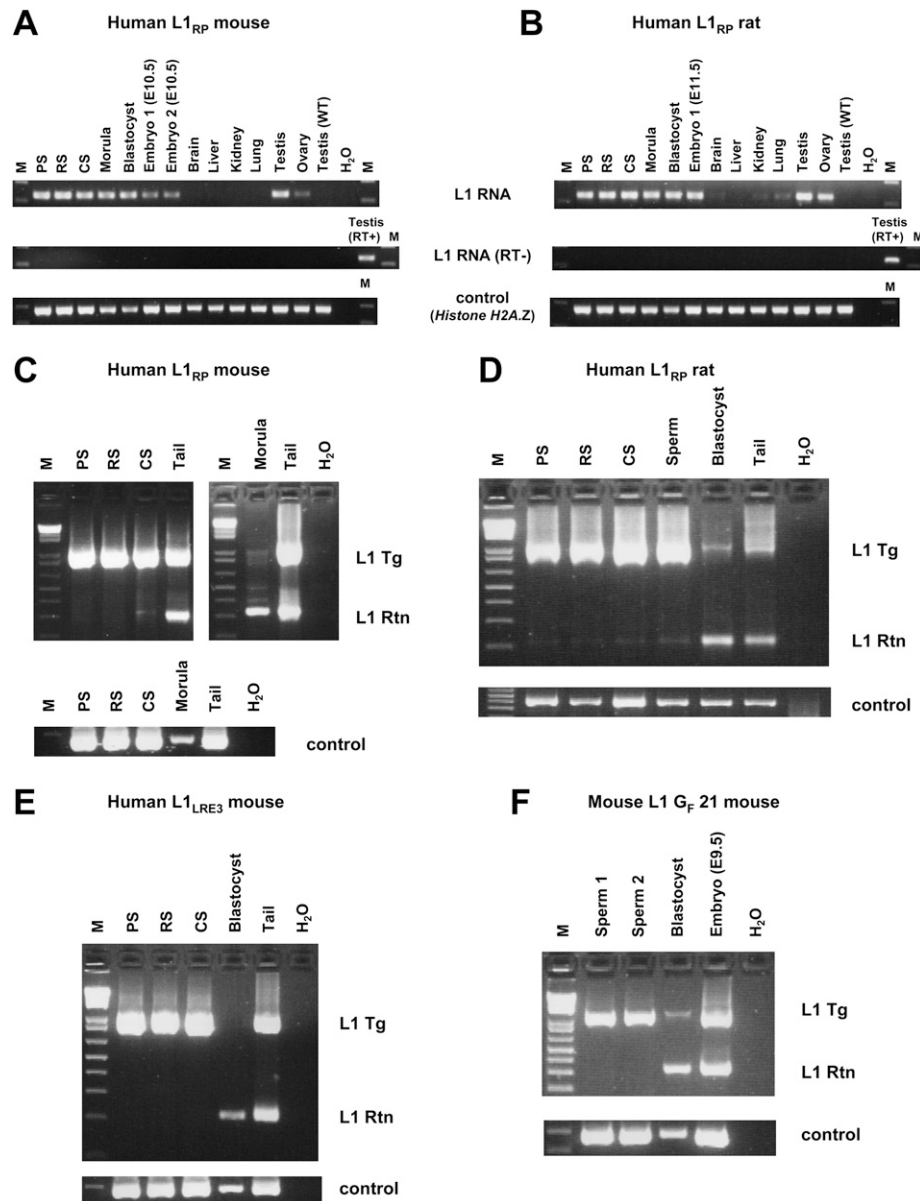 A Human L1RP mouse
M PS RS CS Morula Blastocyst Embryo 1 (E10.5) Embryo 2 (E10.5) Brain Liver Kidney Lung Testis Ovary Testis (WT) H2O M
B Human L1RP rat
M PS RS CS Morula Blastocyst Embryo 1 (E11.5) Brain Liver Kidney Lung Testis Ovary Testis (WT) H2O M
L1 RNA
Testis
(RT+) M
Testis
(RT+) M
L1 RNA (RT-)
M
M
control
(Histone H2A.Z)
C Human L1RP mouse
M PS RS CS Tail
M Morula Tail H2O
L1 Tg
L1 Rtn
M PS RS CS Morula Tail H2O
control
D Human L1RP rat
M PS RS CS Sperm Blastocyst Tail H2O
L1 Tg
L1 Rtn
control
E Human L1LRE3 mouse
M PS RS CS Blastocyst Tail H2O
L1 Tg
L1 Rtn
control
F Mouse L1 GF 21 mouse
M Sperm 1 Sperm 2 Blastocyst Embryo (E9.5) H2O
L1 Tg
L1 Rtn
control